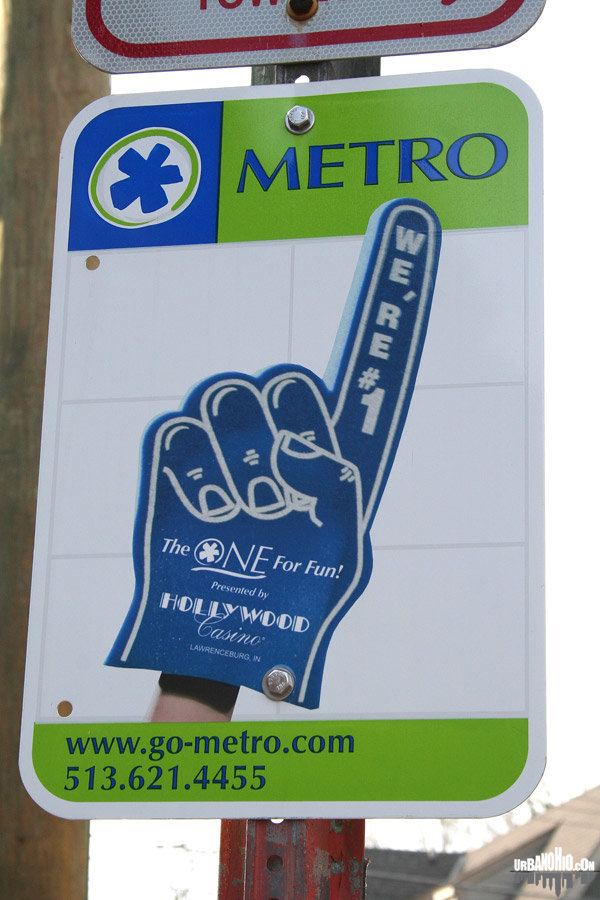 METRO
WE'RE #1
The ONE For Fun!
Presented by
HOLLYWOOD
Casino®
LAWRENCEBURG, IN
www.go-metro.com
513.621.4455
URBANOHIO.COM